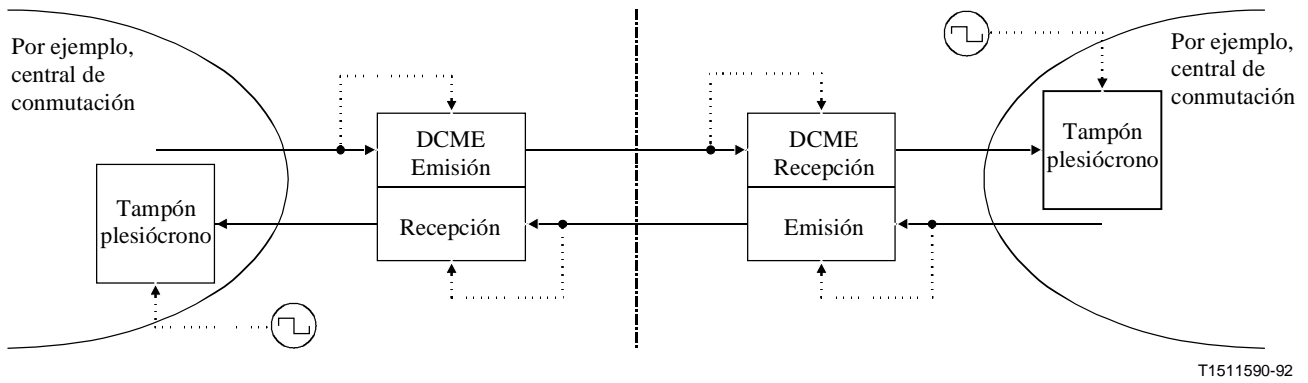 Por ejemplo,
central de
conmutación
Por ejemplo,
central de
conmutación
DCME
Emisión
DCME
Recepción
Tampón
plesiócrono
Tampón
plesiócrono
Recepción
Emisión
T1511590-92